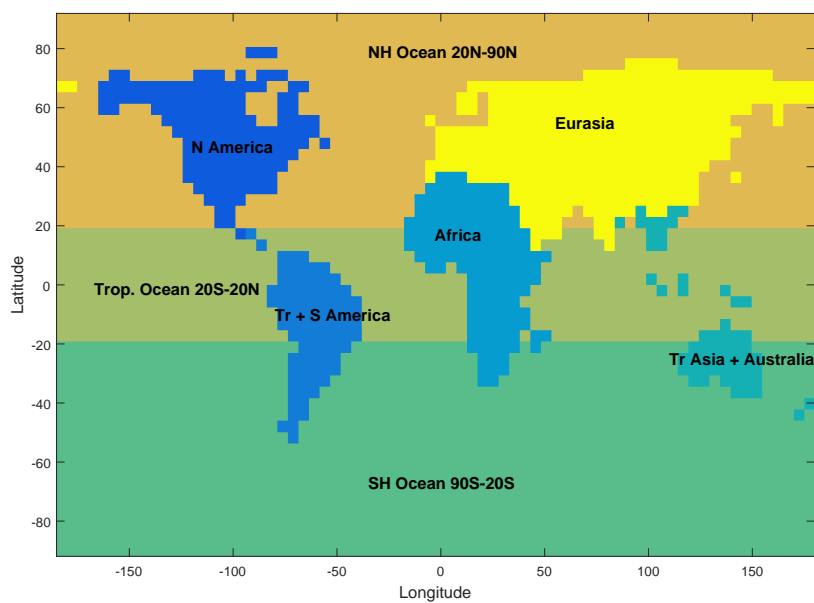 80
NH Ocean 20N-90N
60
Eurasia
N America
40
20
Africa
Latitude
0
Trop. Ocean 20S-20N
Tr + S America
-20
Tr Asia + Australia
-40
-60
SH Ocean 90S-20S
-80
-150 -100 -50 0 50 100 150
Longitude